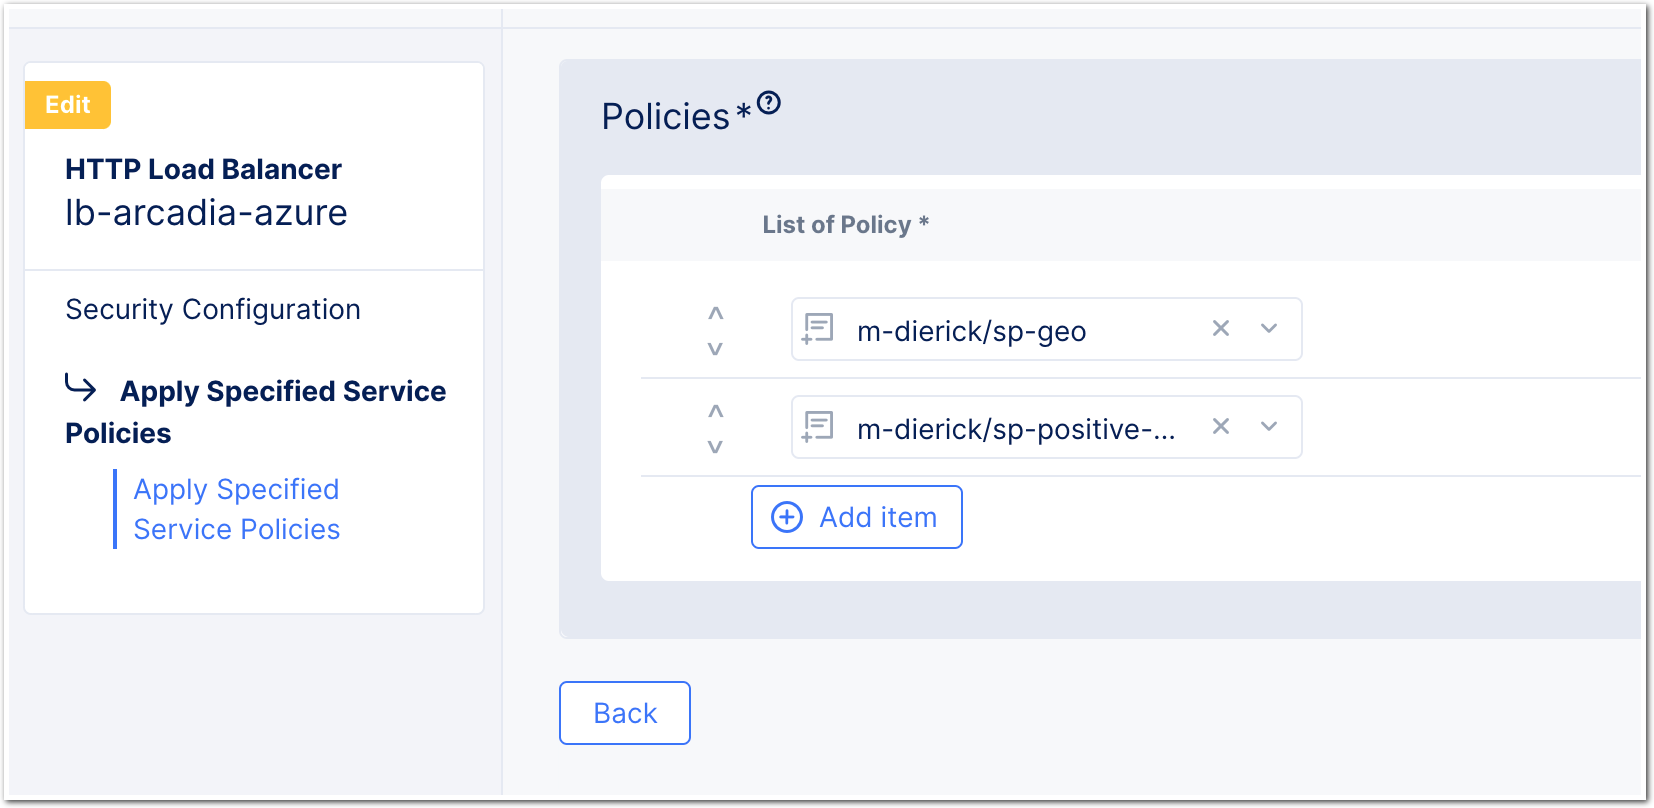 Edit
HTTP Load Balancer
lb-arcadia-azure
Security Configuration
Apply Specified Service
Policies
Apply Specified
Service Policies
Policies *
List of Policy *
m-dierick/sp-geo
m-dierick/sp-positive-...
Add item
Back